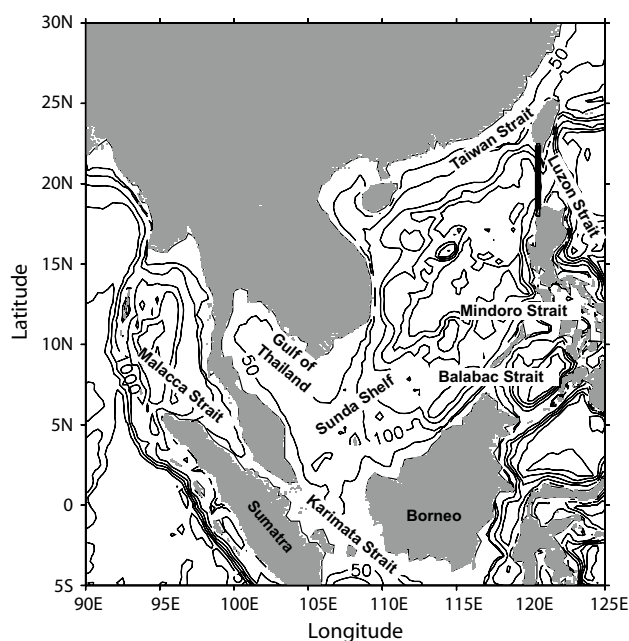 30N
25N
20N
15N
10N
5N
0
5S
Latitude
90E 95E 100E 105E 110E 115E 120E 125E
Longitude
50
Taiwan Strait
Luzon Strait
Mindoro Strait
Gulf of
Thailand
50
Malacca Strait
Balabac Strait
Sunda Shelf
100
Karimata Strait
Sumatra
Borneo
50